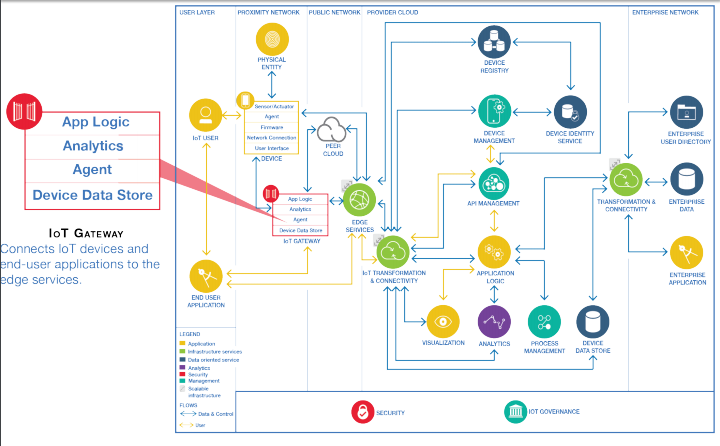 USER LAYER
PROXIMITY NETWORK
PUBLIC NETWORK
PROVIDER CLOUD
ENTERPRISE NETWORK
App Logic
Analytics
Agent
Device Data Store
IoT Gateway
Connects IoT devices and
end-user applications to the
edge services.
PHYSICAL
ENTITY
IoT USER
Sensor/Actuator
Agent
Firmware
Network Connection
User Interface
DEVICE
PEER
CLOUD
App Logic
Analytics
Agent
Device Data Store
IoT GATEWAY
EDGE
SERVICES
END USER
APPLICATION
DEVICE
REGISTRY
DEVICE
MANAGEMENT
DEVICE IDENTITY
SERVICE
API MANAGEMENT
IoT TRANSFORMATION
& CONNECTIVITY
APPLICATION
LOGIC
VISUALIZATION
ANALYTICS
PROCESS
MANAGEMENT
DEVICE
DATA STORE
TRANSFORMATION
& CONNECTIVITY
ENTERPRISE
USER DIRECTORY
ENTERPRISE
DATA
ENTERPRISE
APPLICATION
LEGEND
Application
Infrastructure services
Data oriented service
Analytics
Security
Management
Scalable
infrastructure
FLOWS
Data & Control
User
SECURITY
IOT GOVERNANCE